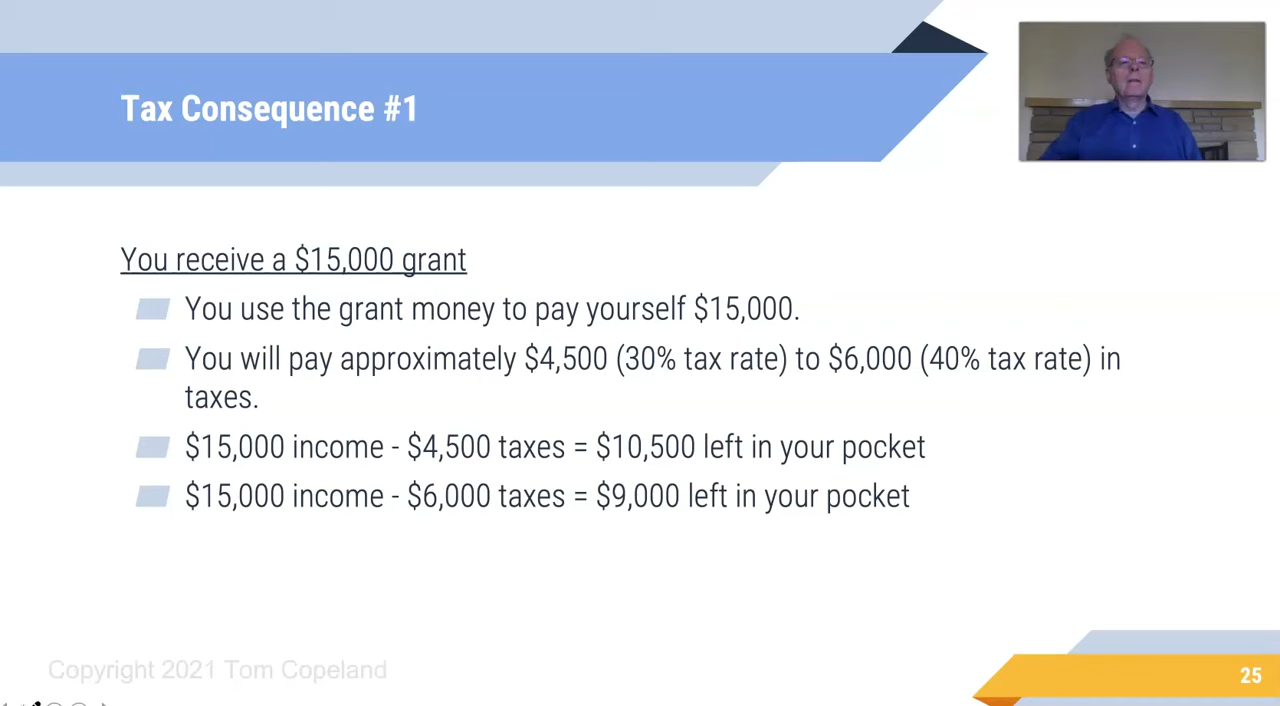 Tax Consequence #1
You receive a $15,000 grant
You use the grant money to pay yourself $15,000.
You will pay approximately $4,500 (30% tax rate) to $6,000 (40% tax rate) in
taxes.
$15,000 income - $4,500 taxes = $10,500 left in your pocket
$15,000 income - $6,000 taxes = $9,000 left in your pocket
Copyright 2021 Tom Copeland
25